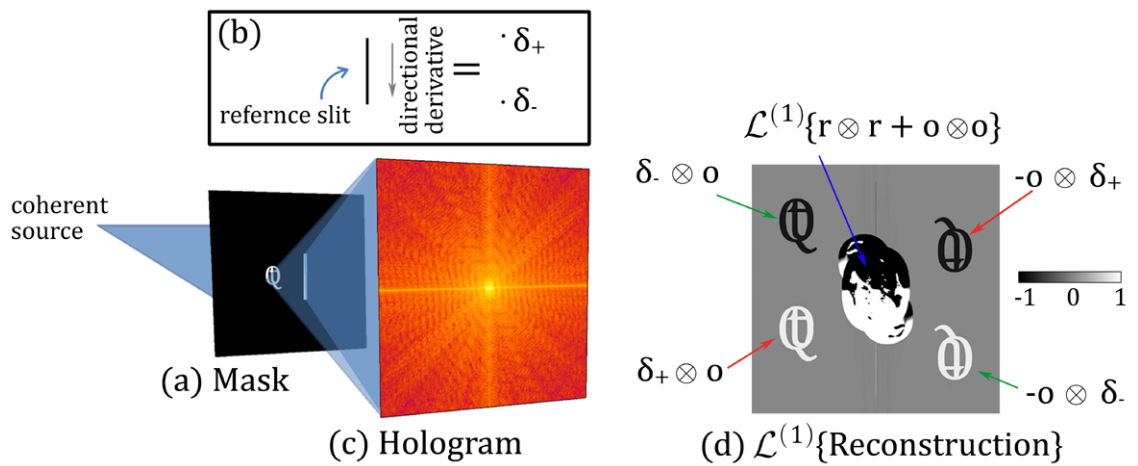 (b)
refernce slit
directional
derivative
=
· δ₊
· δ₋
coherent
source
(a) Mask
(c) Hologram
ℒ⁽¹⁾{r ⊗ r + o ⊗o}
δ₋ ⊗ o
-o ⊗ δ₊
δ₊ ⊗ o
-o ⊗ δ₋
-1 0 1
(d) ℒ⁽¹⁾{Reconstruction}